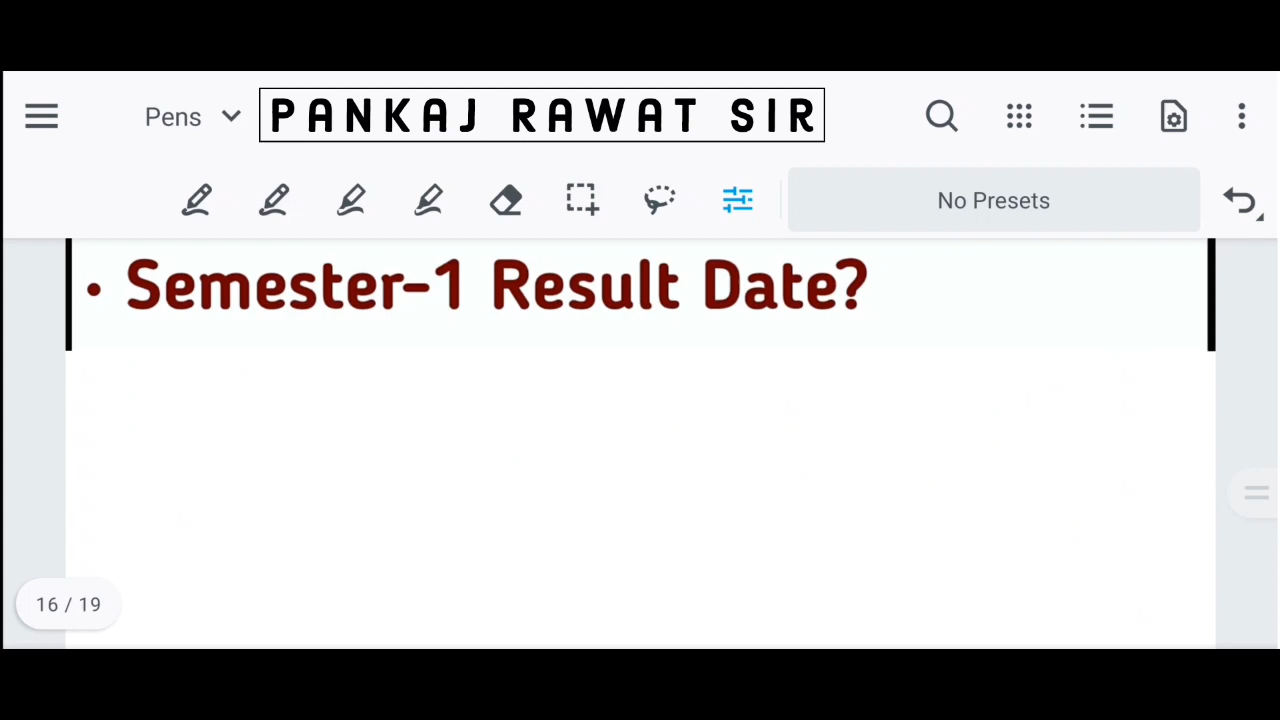 Pens
PANKAJ RAWAT SIR
No Presets
• Semester-1 Result Date?
16 / 19